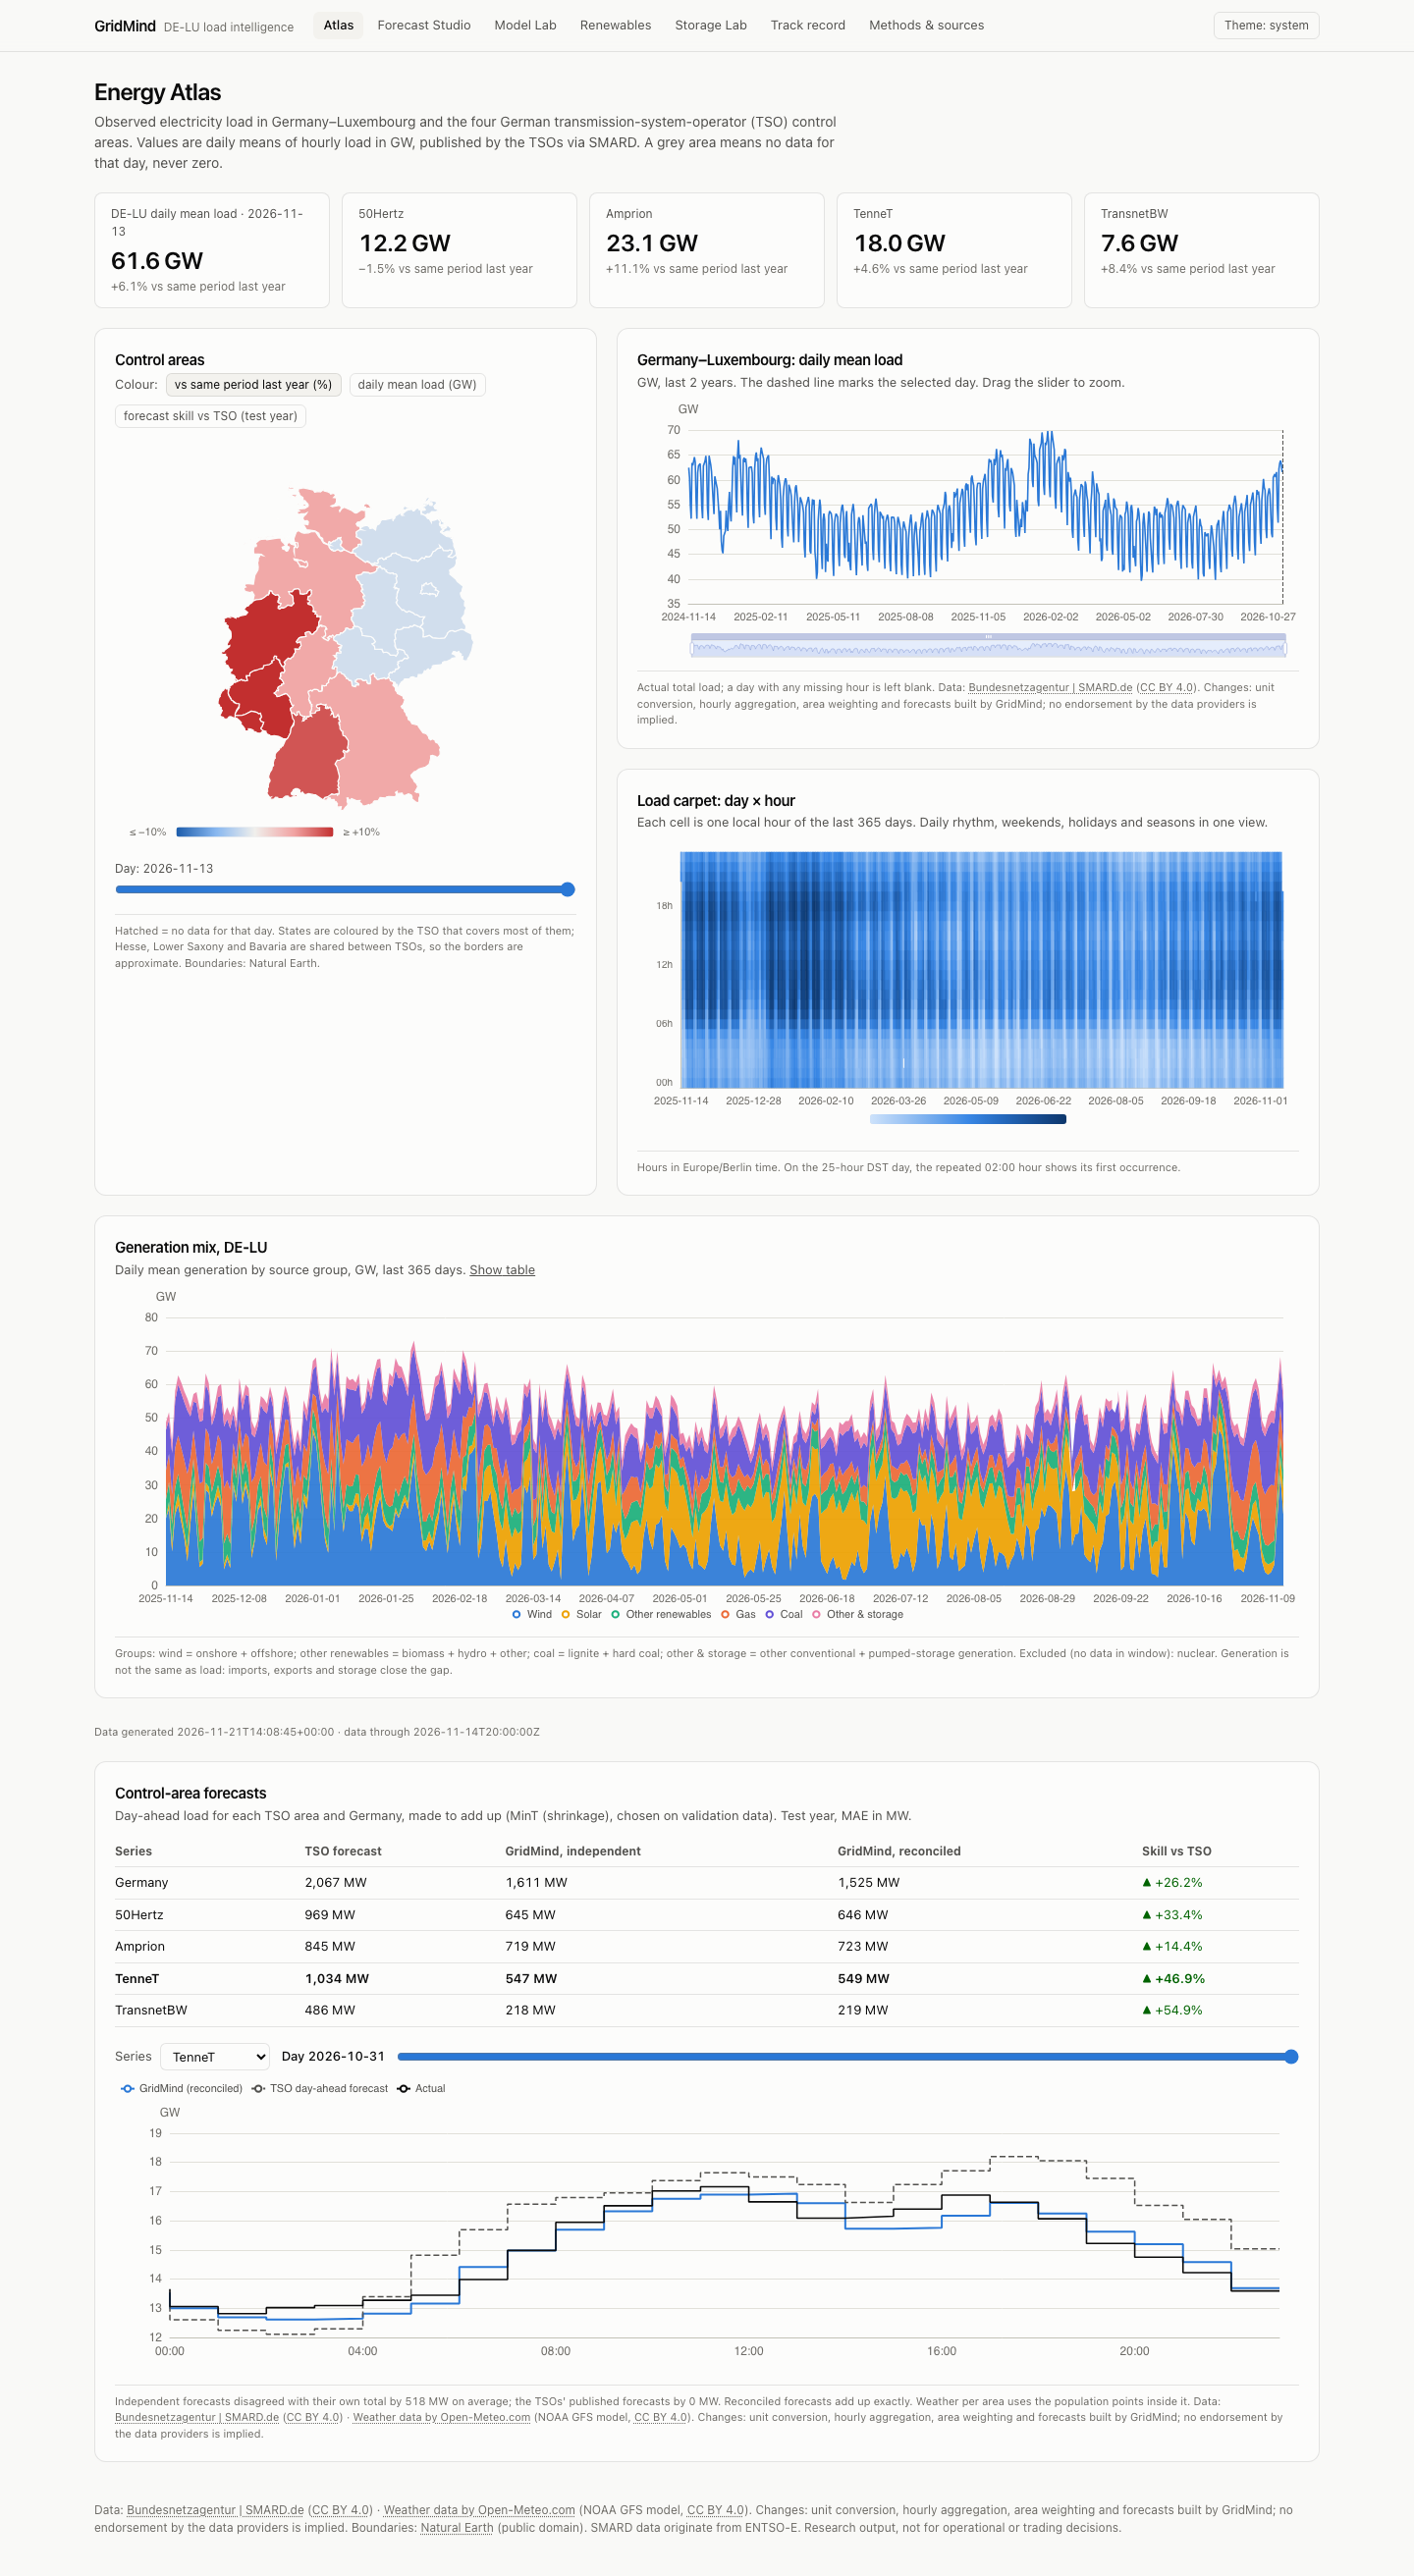 GridMind DE-LU load intelligence Atlas Forecast Studio Model Lab Renewables Storage Lab Track record Methods & sources Theme: system
Energy Atlas
Observed electricity load in Germany–Luxembourg and the four German transmission-system-operator (TSO) control
areas. Values are daily means of hourly load in GW, published by the TSOs via SMARD. A grey area means no data for
that day, never zero.
DE-LU daily mean load · 2026-11-
13
61.6 GW
+6.1% vs same period last year
50Hertz
12.2 GW
−1.5% vs same period last year
Amprion
23.1 GW
+11.1% vs same period last year
TenneT
18.0 GW
+4.6% vs same period last year
TransnetBW
7.6 GW
+8.4% vs same period last year
Control areas
Colour: vs same period last year (%) daily mean load (GW)
forecast skill vs TSO (test year)
≤ −10% ≥ +10%
Day: 2026-11-13
Hatched = no data for that day. States are coloured by the TSO that covers most of them;
Hesse, Lower Saxony and Bavaria are shared between TSOs, so the borders are
approximate. Boundaries: Natural Earth.
Germany–Luxembourg: daily mean load
GW, last 2 years. The dashed line marks the selected day. Drag the slider to zoom.
GW
70
65
60
55
50
45
40
35
2024-11-14 2025-02-11 2025-05-11 2025-08-08 2025-11-05 2026-02-02 2026-05-02 2026-07-30 2026-10-27
Actual total load; a day with any missing hour is left blank. Data: Bundesnetzagentur | SMARD.de (CC BY 4.0). Changes: unit
conversion, hourly aggregation, area weighting and forecasts built by GridMind; no endorsement by the data providers is
implied.
Load carpet: day × hour
Each cell is one local hour of the last 365 days. Daily rhythm, weekends, holidays and seasons in one view.
18h
12h
06h
00h
2025-11-14 2025-12-28 2026-02-10 2026-03-26 2026-05-09 2026-06-22 2026-08-05 2026-09-18 2026-11-01
Hours in Europe/Berlin time. On the 25-hour DST day, the repeated 02:00 hour shows its first occurrence.
Generation mix, DE-LU
Daily mean generation by source group, GW, last 365 days. Show table
GW
80
70
60
50
40
30
20
10
0
2025-11-14 2025-12-08 2026-01-01 2026-01-25 2026-02-18 2026-03-14 2026-04-07 2026-05-01 2026-05-25 2026-06-18 2026-07-12 2026-08-05 2026-08-29 2026-09-22 2026-10-16 2026-11-09
Wind Solar Other renewables Gas Coal Other & storage
Groups: wind = onshore + offshore; other renewables = biomass + hydro + other; coal = lignite + hard coal; other & storage = other conventional + pumped-storage generation. Excluded (no data in window): nuclear. Generation is
not the same as load: imports, exports and storage close the gap.
Data generated 2026-11-21T14:08:45+00:00 · data through 2026-11-14T20:00:00Z
Control-area forecasts
Day-ahead load for each TSO area and Germany, made to add up (MinT (shrinkage), chosen on validation data). Test year, MAE in MW.
Series TSO forecast GridMind, independent GridMind, reconciled Skill vs TSO
Germany 2,067 MW 1,611 MW 1,525 MW ▲ +26.2%
50Hertz 969 MW 645 MW 646 MW ▲ +33.4%
Amprion 845 MW 719 MW 723 MW ▲ +14.4%
TenneT 1,034 MW 547 MW 549 MW ▲ +46.9%
TransnetBW 486 MW 218 MW 219 MW ▲ +54.9%
Series TenneT Day 2026-10-31
GridMind (reconciled) TSO day-ahead forecast Actual
GW
19
18
17
16
15
14
13
12
00:00 04:00 08:00 12:00 16:00 20:00
Independent forecasts disagreed with their own total by 518 MW on average; the TSOs' published forecasts by 0 MW. Reconciled forecasts add up exactly. Weather per area uses the population points inside it. Data:
Bundesnetzagentur | SMARD.de (CC BY 4.0) · Weather data by Open-Meteo.com (NOAA GFS model, CC BY 4.0). Changes: unit conversion, hourly aggregation, area weighting and forecasts built by GridMind; no endorsement by
the data providers is implied.
Data: Bundesnetzagentur | SMARD.de (CC BY 4.0) · Weather data by Open-Meteo.com (NOAA GFS model, CC BY 4.0). Changes: unit conversion, hourly aggregation, area weighting and forecasts built by GridMind; no
endorsement by the data providers is implied. Boundaries: Natural Earth (public domain). SMARD data originate from ENTSO-E. Research output, not for operational or trading decisions.